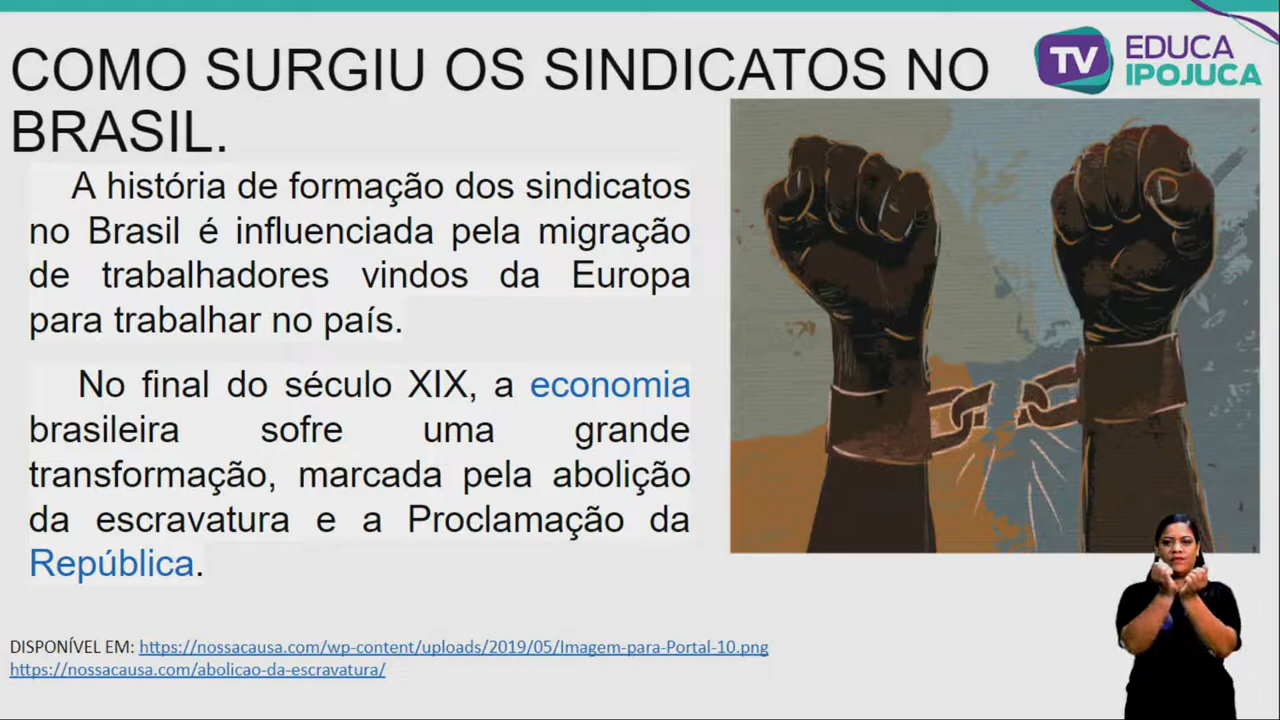 COMO SURGIU OS SINDICATOS NO
BRASIL.
TV EDUCA
IPOJUCA
A história de formação dos sindicatos
no Brasil é influenciada pela migração
de trabalhadores vindos da Europa
para trabalhar no país.
No final do século XIX, a economia
brasileira sofre uma grande
transformação, marcada pela abolição
da escravatura e a Proclamação da
República.
DISPONÍVEL EM: https://nossacausa.com/wp-content/uploads/2019/05/Imagem-para-Portal-10.png
https://nossacausa.com/abolicao-da-escravatura/